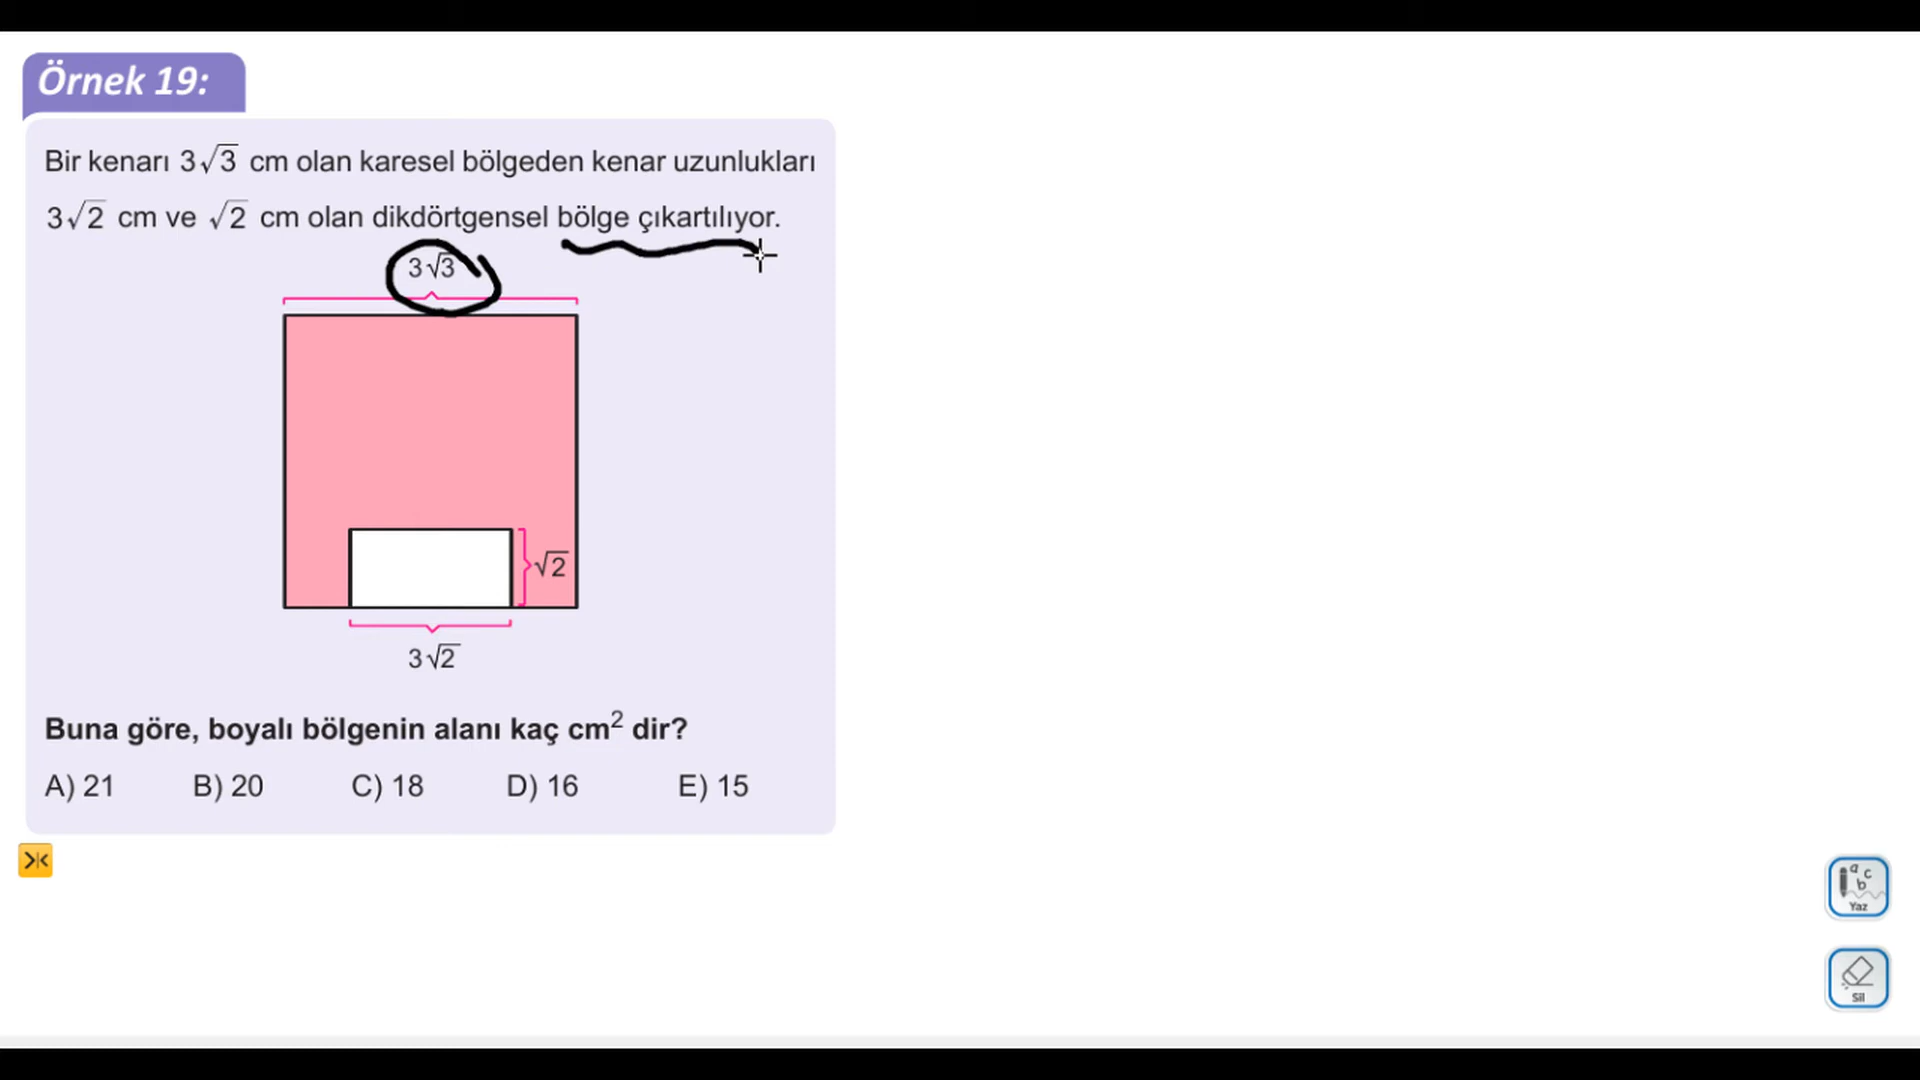 Örnek 19:
Bir kenarı 3√3 cm olan karesel bölgeden kenar uzunlukları
3√2 cm ve √2 cm olan dikdörtgensel bölge çıkartılıyor.
3√3
√2
3√2
Buna göre, boyalı bölgenin alanı kaç cm² dir?
A) 21 B) 20 C) 18 D) 16 E) 15
a b c
Yaz
Sil